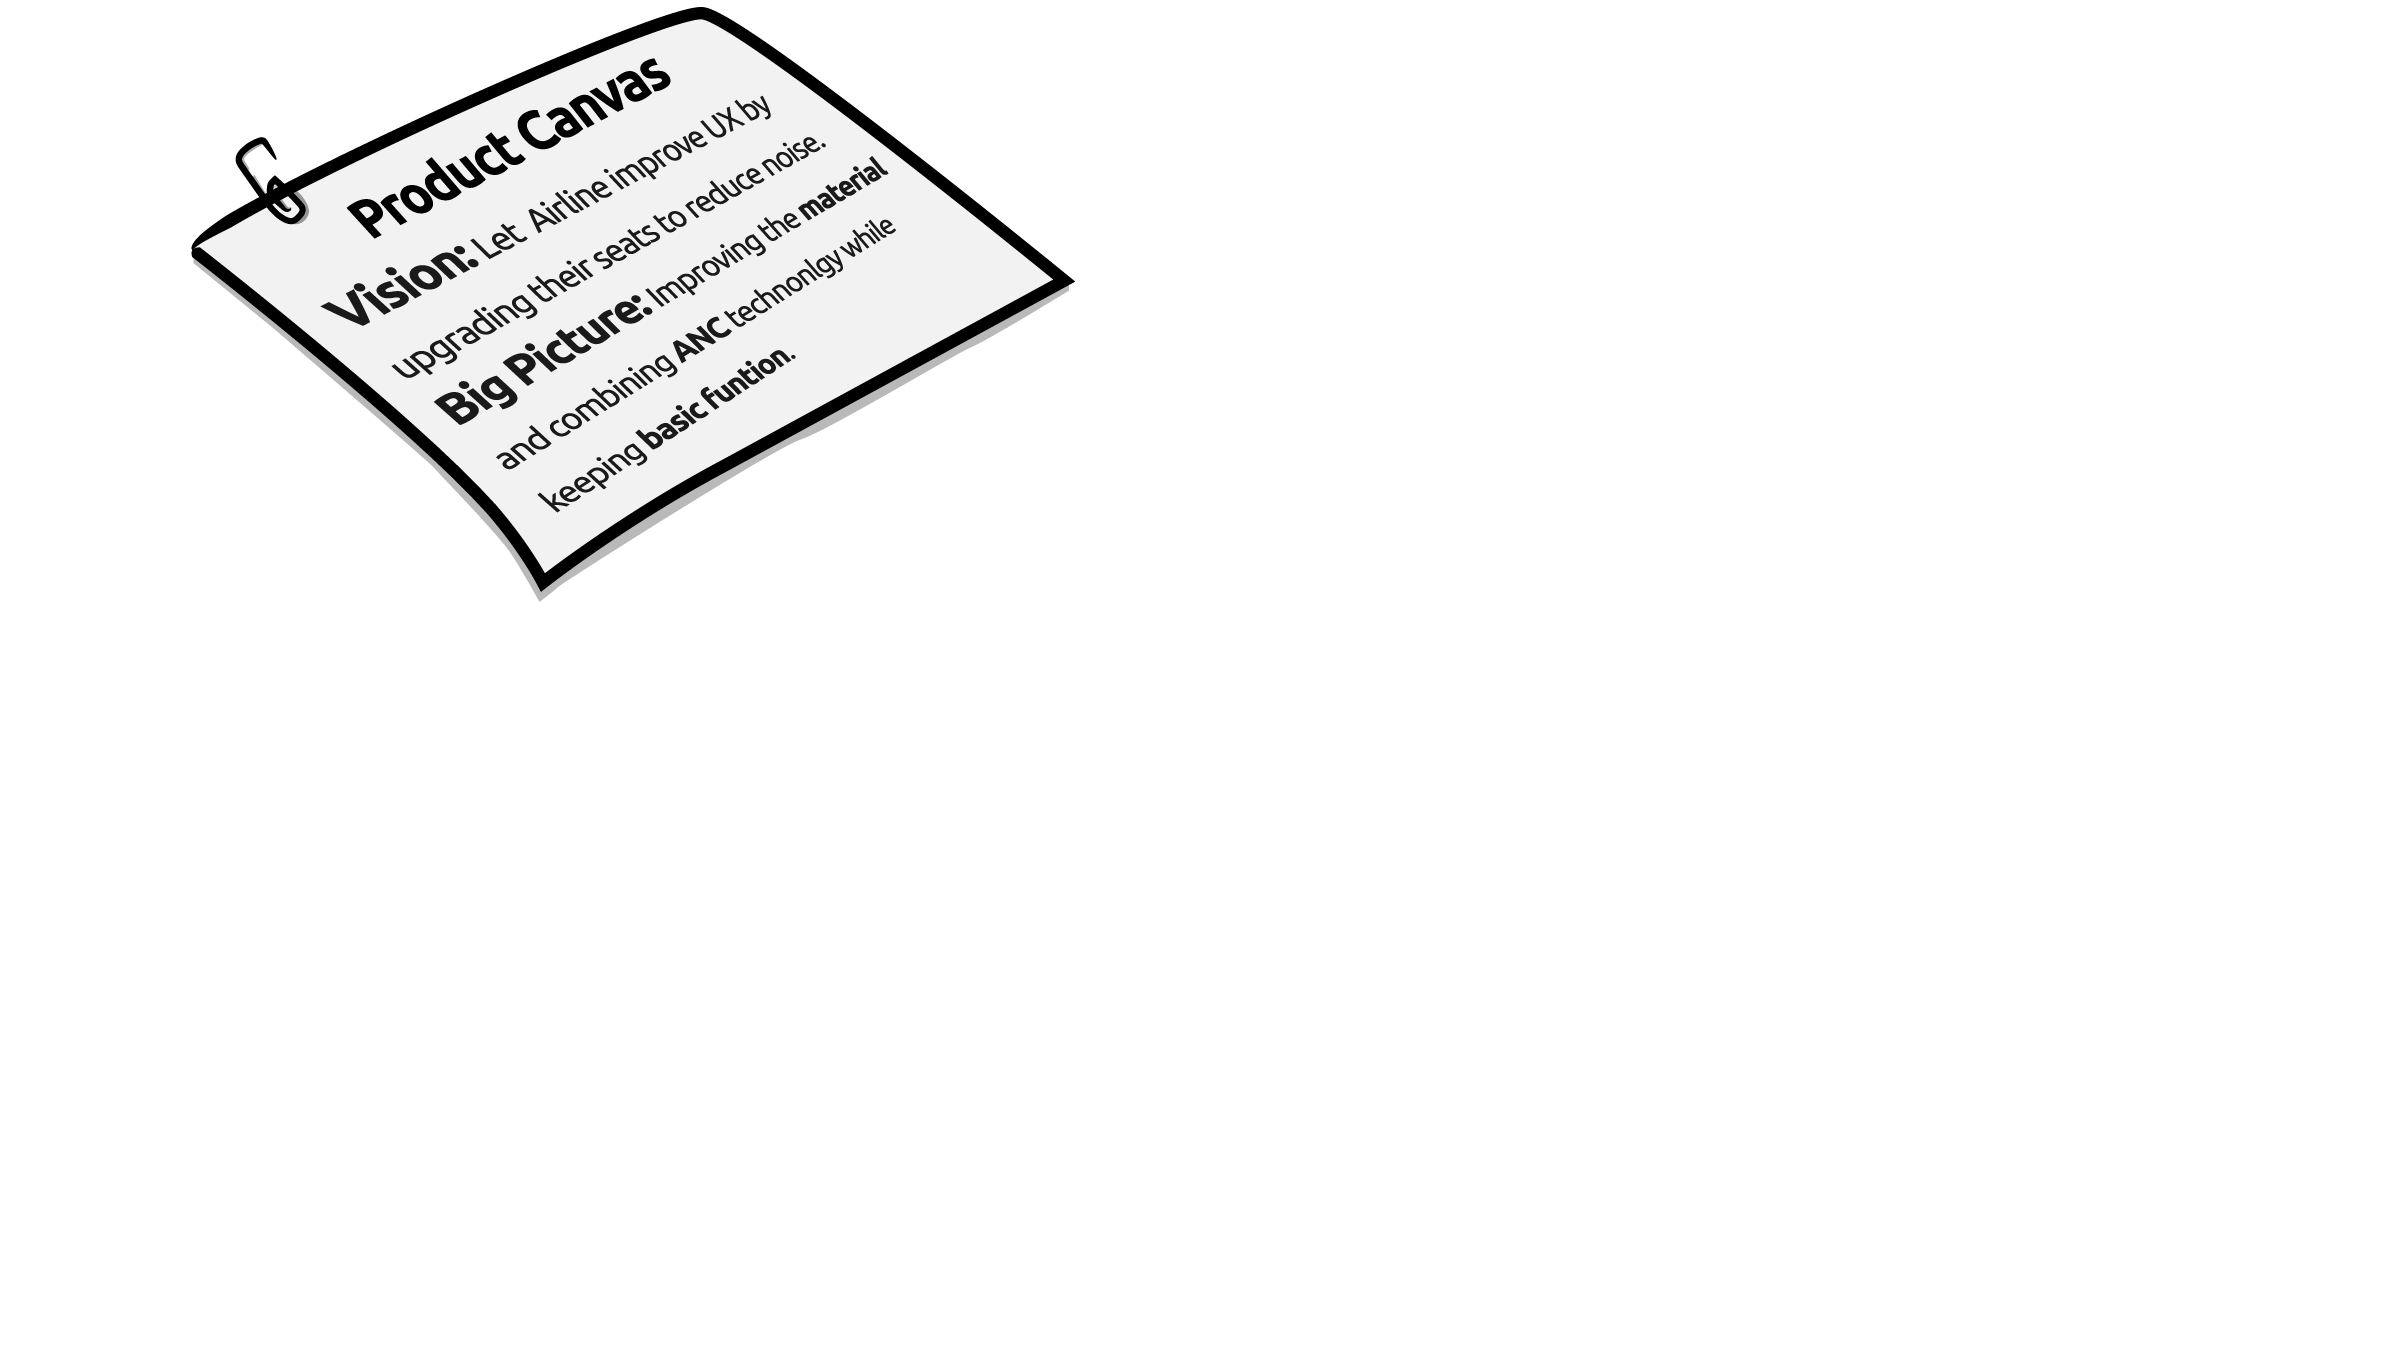 Product Canvas
Vision: Let Airline improve UX by
upgrading their seats to reduce noise.
Big Picture: Improving the material
and combining ANC technonlgy while
keeping basic funtion.